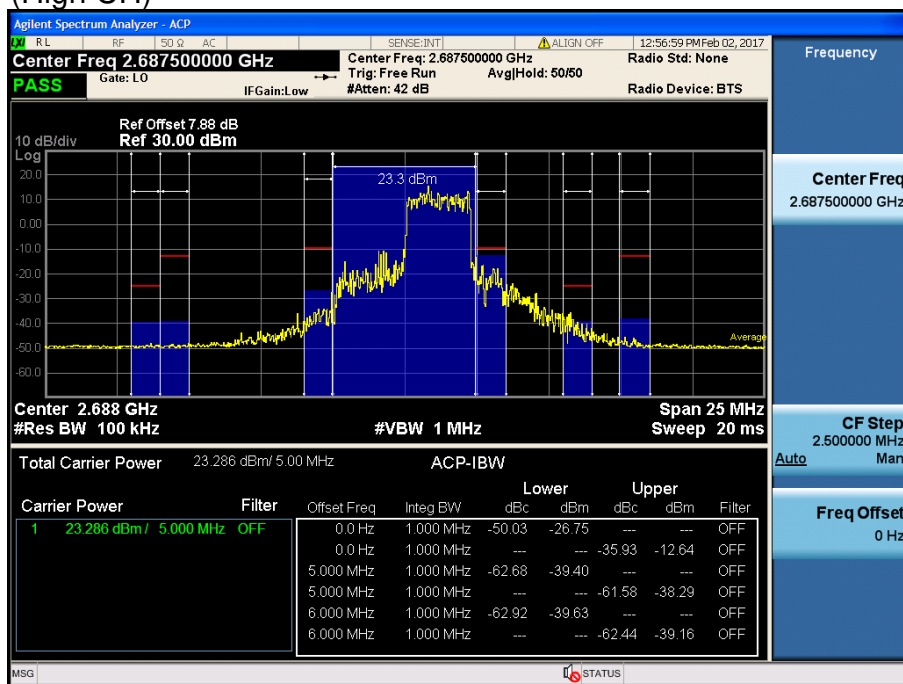 (High CH)
Agilent Spectrum Analyzer - ACP
LXI RL RF 50 Ω AC SENSE:INT ALIGN OFF 12:56:59 PM Feb 02, 2017
Center Freq 2.687500000 GHz Center Freq: 2.687500000 GHz Radio Std: None
PASS Gate: LO Trig: Free Run Avg|Hold: 50/50
IFGain:Low #Atten: 42 dB Radio Device: BTS
Ref Offset 7.88 dB
10 dB/div Ref 30.00 dBm
Log
20.0
23.3 dBm
10.0
0.00
-10.0
-20.0
-30.0
-40.0
Average
-50.0
-60.0
Center 2.688 GHz Span 25 MHz
#Res BW 100 kHz #VBW 1 MHz Sweep 20 ms
Total Carrier Power 23.286 dBm/ 5.00 MHz ACP-IBW
Lower Upper
Carrier Power Filter Offset Freq Integ BW dBc dBm dBc dBm Filter
1 23.286 dBm / 5.000 MHz OFF 0.0 Hz 1.000 MHz -50.03 -26.75 --- --- OFF
0.0 Hz 1.000 MHz --- --- -35.93 -12.64 OFF
5.000 MHz 1.000 MHz -62.68 -39.40 --- --- OFF
5.000 MHz 1.000 MHz --- --- -61.58 -38.29 OFF
6.000 MHz 1.000 MHz -62.92 -39.63 --- --- OFF
6.000 MHz 1.000 MHz --- --- -62.44 -39.16 OFF
MSG STATUS
Frequency
Center Freq
2.687500000 GHz
CF Step
2.500000 MHz
Auto Man
Freq Offset
0 Hz